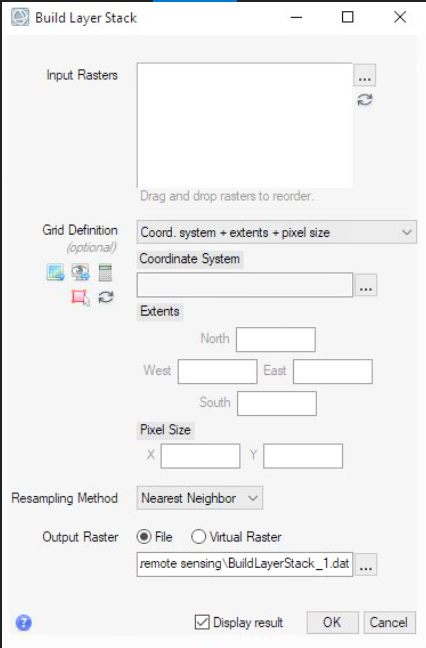 Build Layer Stack
Input Rasters
...
Drag and drop rasters to reorder.
Grid Definition
Coord. system + extents + pixel size
(optional)
Coordinate System
...
Extents
North
West
East
South
Pixel Size
X
Y
Resampling Method
Nearest Neighbor
Output Raster
File
Virtual Raster
remote sensing\BuildLayerStack_1.dat
...
?
Display result
OK
Cancel